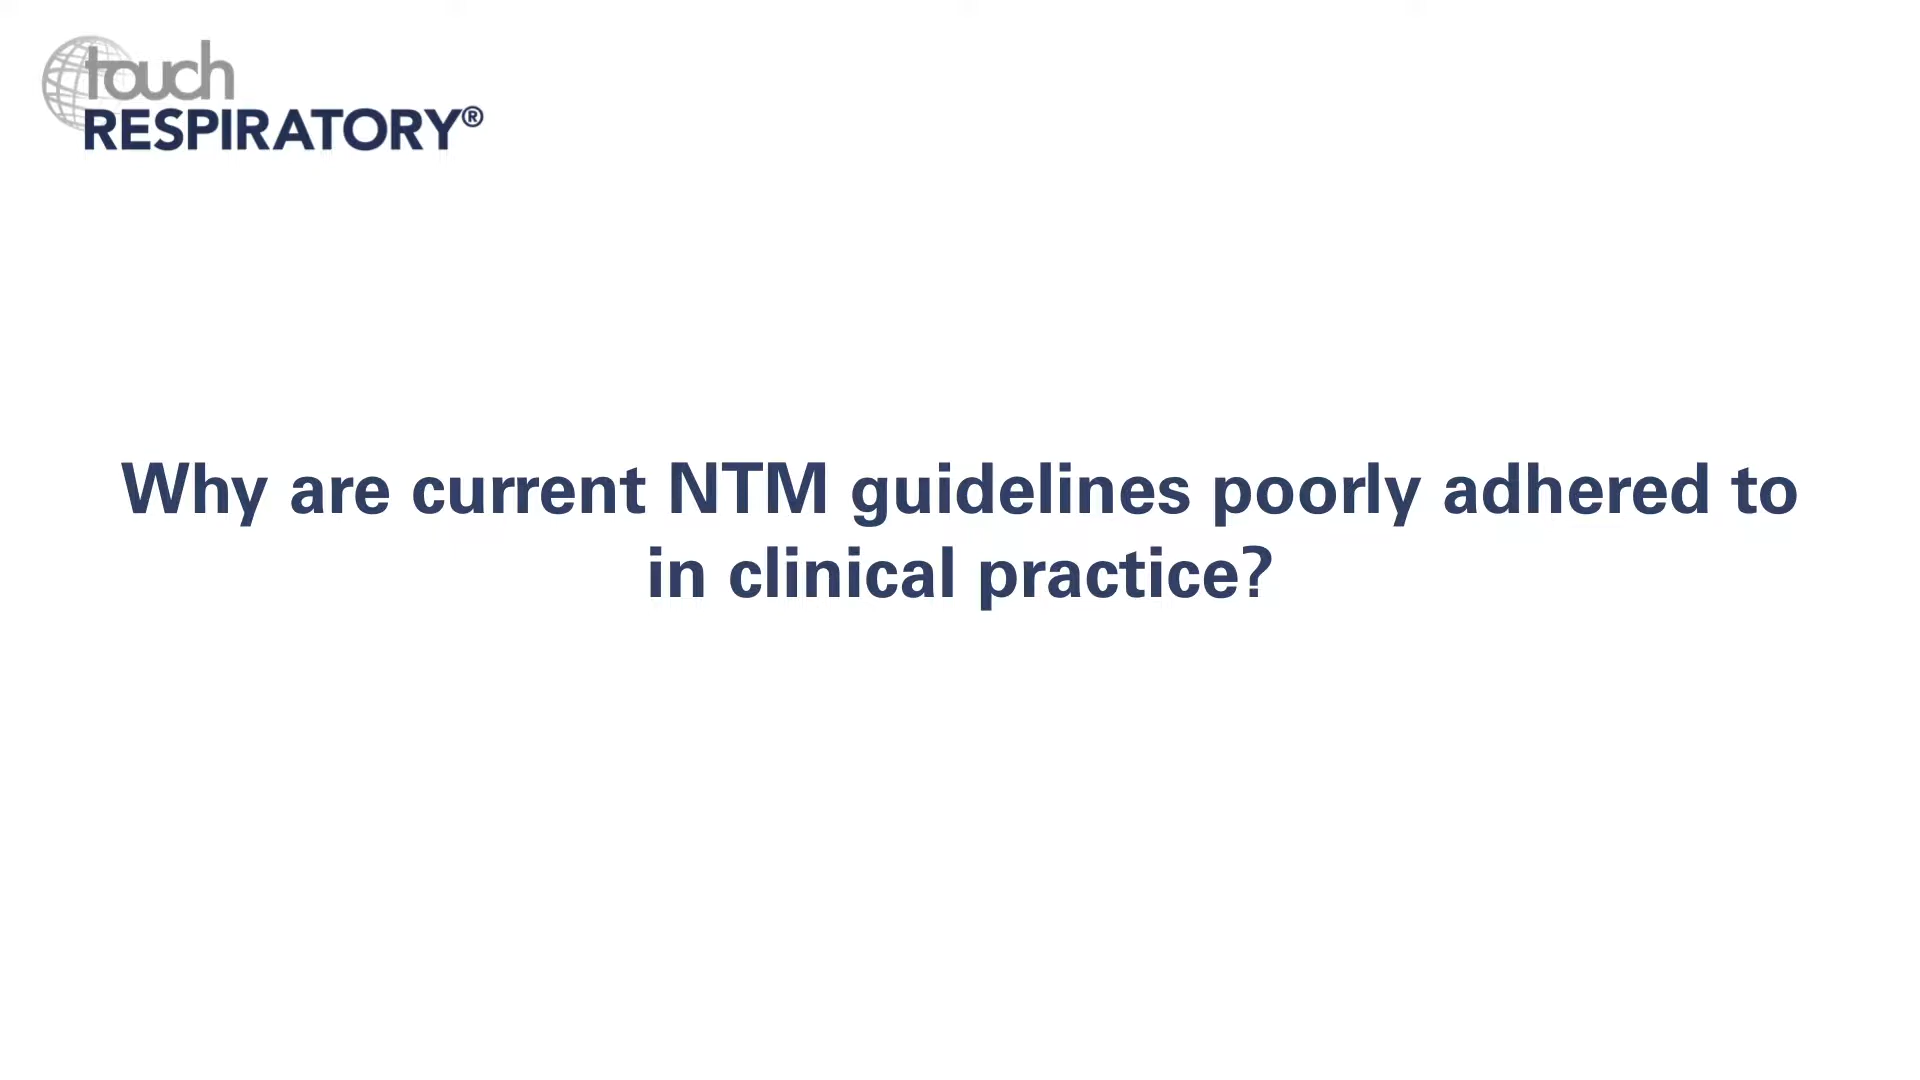 touch
RESPIRATORY®
Why are current NTM guidelines poorly adhered to
in clinical practice?